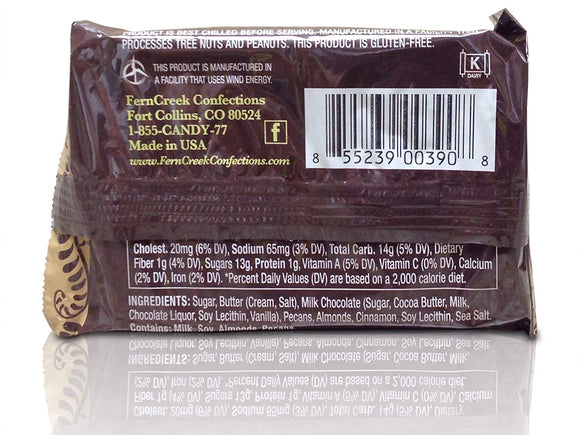 PRODUCT IS BEST CHILLED BEFORE SERVING. MANUFACTURED IN A FACILITY THAT
PROCESSES TREE NUTS AND PEANUTS. THIS PRODUCT IS GLUTEN-FREE.
THIS PRODUCT IS MANUFACTURED IN
A FACILITY THAT USES WIND ENERGY.
K
DAIRY
FernCreek Confections
Fort Collins, CO 80524
1-855-CANDY-77
Made in USA
www.FernCreekConfections.com
f
8 55239 00390 8
Cholest. 20mg (6% DV), Sodium 65mg (3% DV), Total Carb. 14g (5% DV), Dietary
Fiber 1g (4% DV), Sugars 13g, Protein 1g, Vitamin A (5% DV), Vitamin C (0% DV), Calcium
(2% DV), Iron (2% DV). *Percent Daily Values (DV) are based on a 2,000 calorie diet.
INGREDIENTS: Sugar, Butter (Cream, Salt), Milk Chocolate (Sugar, Cocoa Butter, Milk,
Chocolate Liquor, Soy Lecithin, Vanilla), Pecans, Almonds, Cinnamon, Soy Lecithin, Sea Salt.
Contains: Milk, Soy, Almonds, Pecans